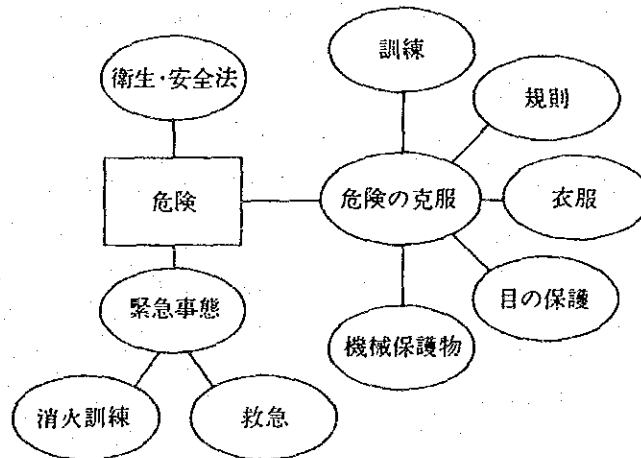 訓練
衛生・安全法
規則
危険
危険の克服
衣服
目の保護
緊急事態
機械保護物
消火訓練
救急